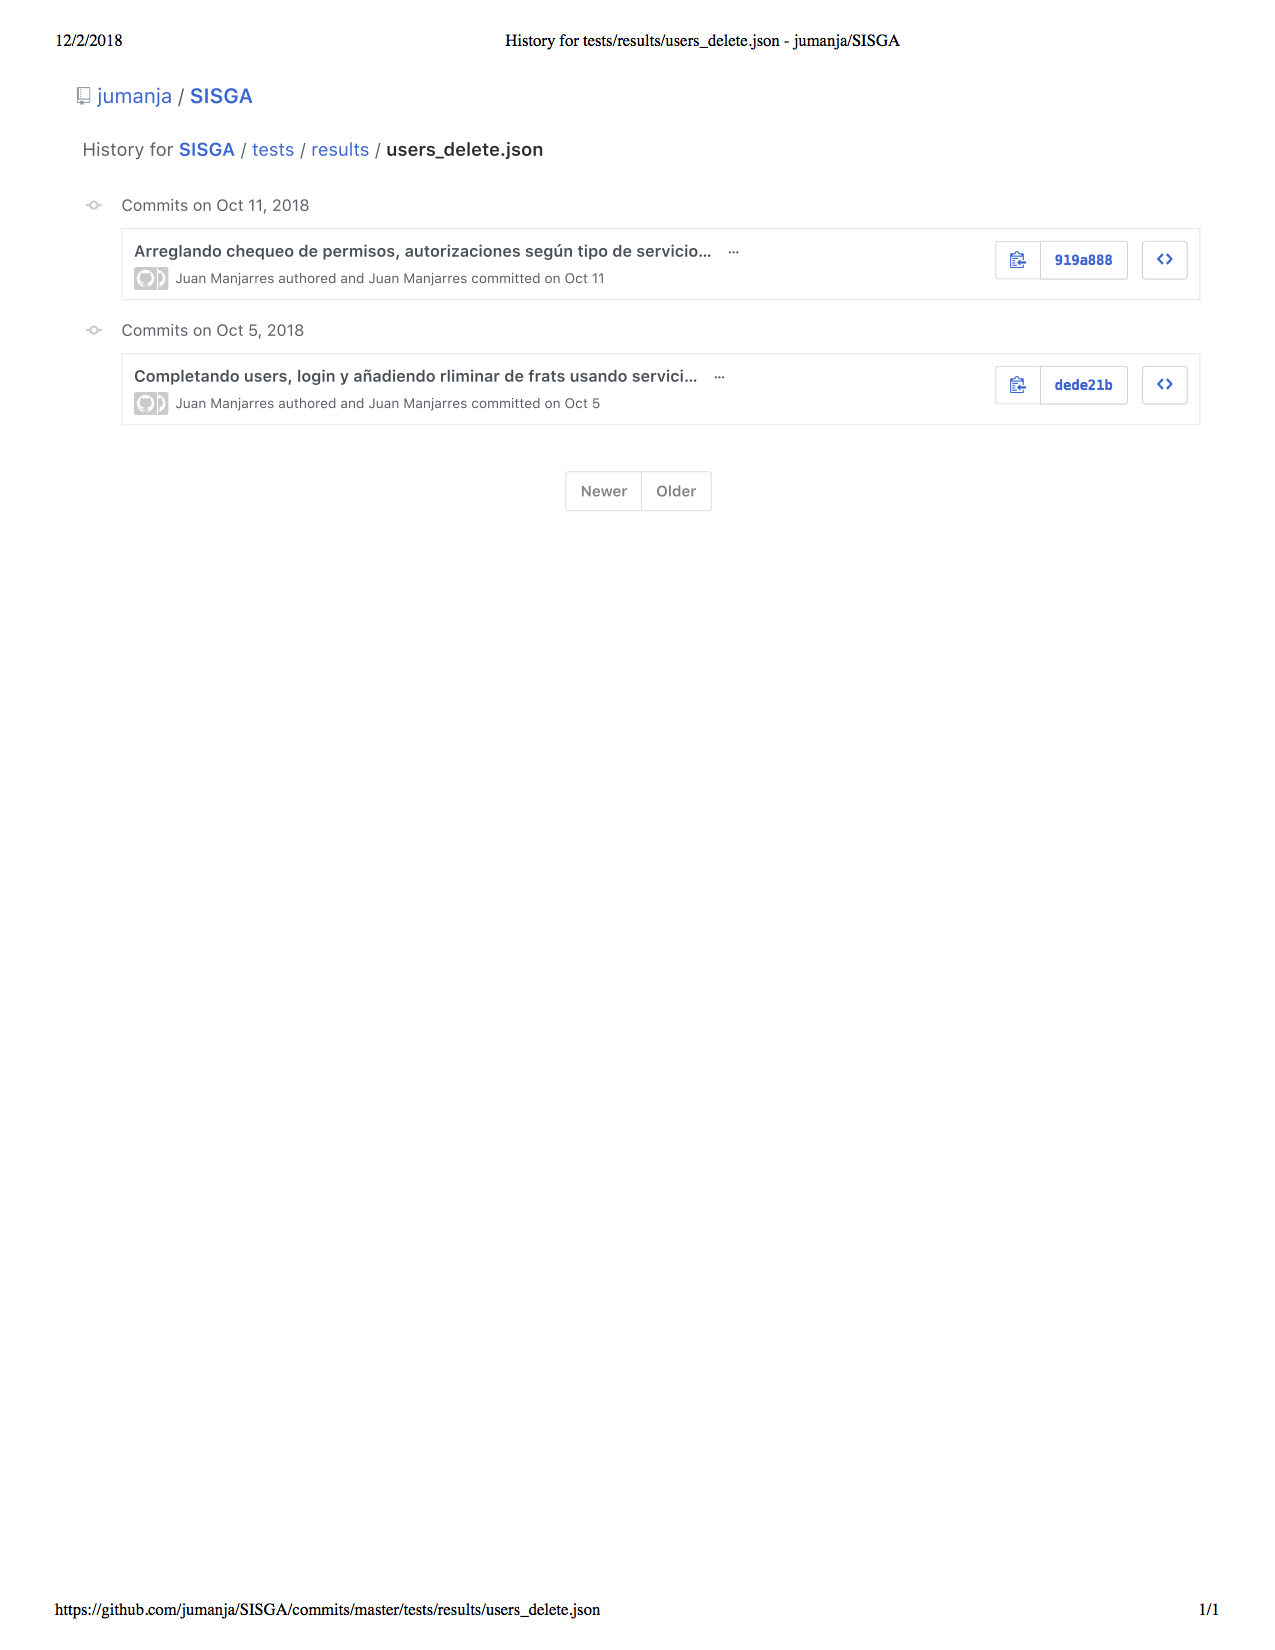 12/2/2018 History for tests/results/users_delete.json - jumanja/SISGA
jumanja / SISGA
History for SISGA / tests / results / users_delete.json
Commits on Oct 11, 2018
Arreglando chequeo de permisos, autorizaciones según tipo de servicio… …
919a888
Juan Manjarres authored and Juan Manjarres committed on Oct 11
Commits on Oct 5, 2018
Completando users, login y añadiendo rliminar de frats usando servici… …
dede21b
Juan Manjarres authored and Juan Manjarres committed on Oct 5
Newer Older
https://github.com/jumanja/SISGA/commits/master/tests/results/users_delete.json 1/1